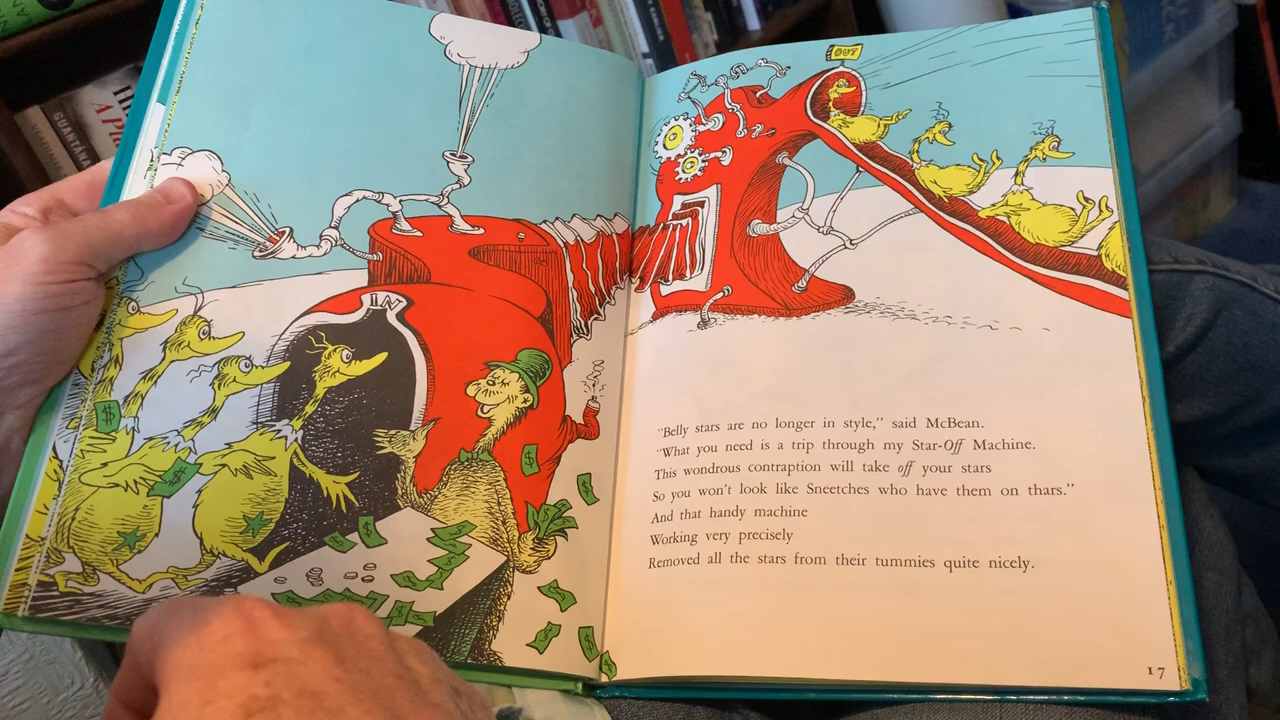 OUT
IN
"Belly stars are no longer in style," said McBean.
"What you need is a trip through my Star-Off Machine.
This wondrous contraption will take off your stars
So you won't look like Sneetches who have them on thars."
And that handy machine
Working very precisely
Removed all the stars from their tummies quite nicely.
17